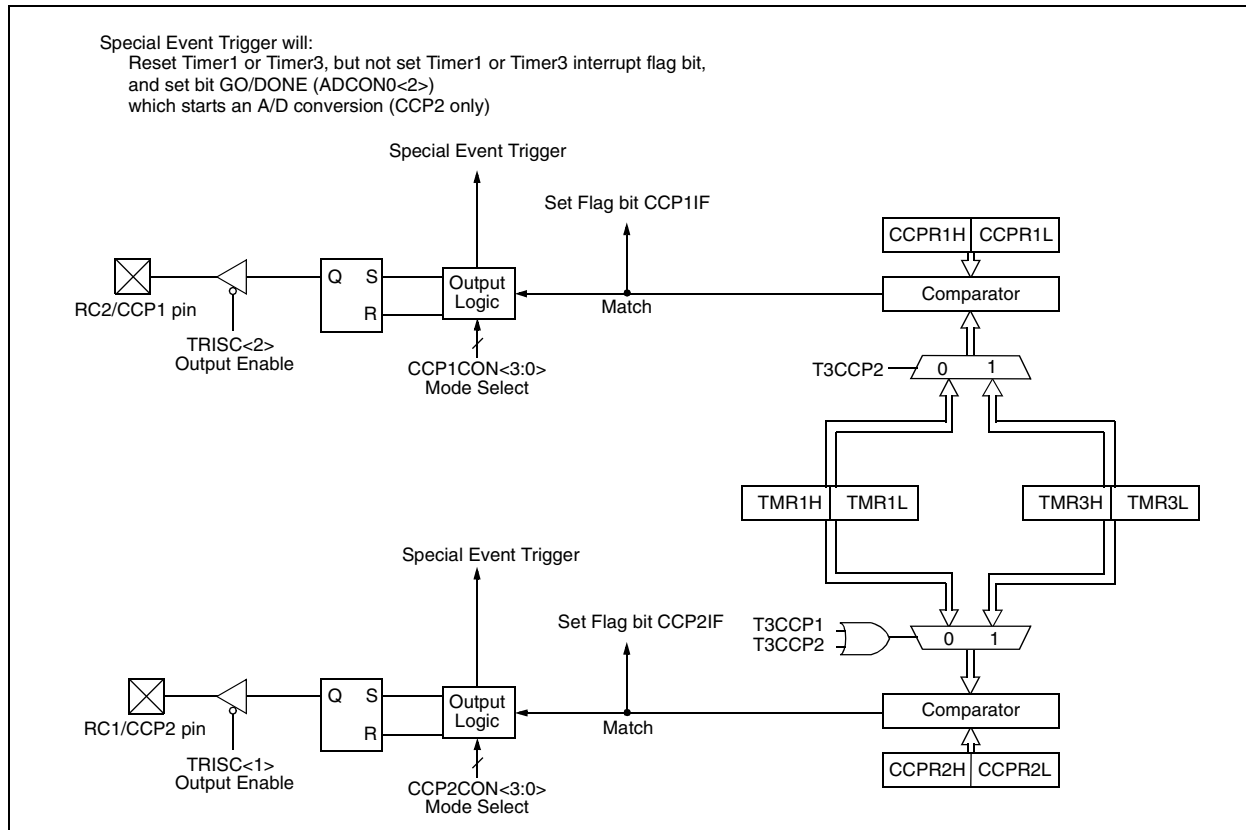 Special Event Trigger will:
Reset Timer1 or Timer3, but not set Timer1 or Timer3 interrupt flag bit,
and set bit GO/DONE (ADCON0<2>)
which starts an A/D conversion (CCP2 only)
Special Event Trigger
Set Flag bit CCP1IF
CCPR1H CCPR1L
Q S
R
Output
Logic
Comparator
RC2/CCP1 pin
Match
TRISC<2>
Output Enable
CCP1CON<3:0>
Mode Select
T3CCP2
0 1
TMR1H TMR1L
TMR3H TMR3L
Special Event Trigger
Set Flag bit CCP2IF
T3CCP1
T3CCP2
0 1
Q S
R
Output
Logic
Comparator
RC1/CCP2 pin
Match
TRISC<1>
Output Enable
CCP2CON<3:0>
Mode Select
CCPR2H CCPR2L